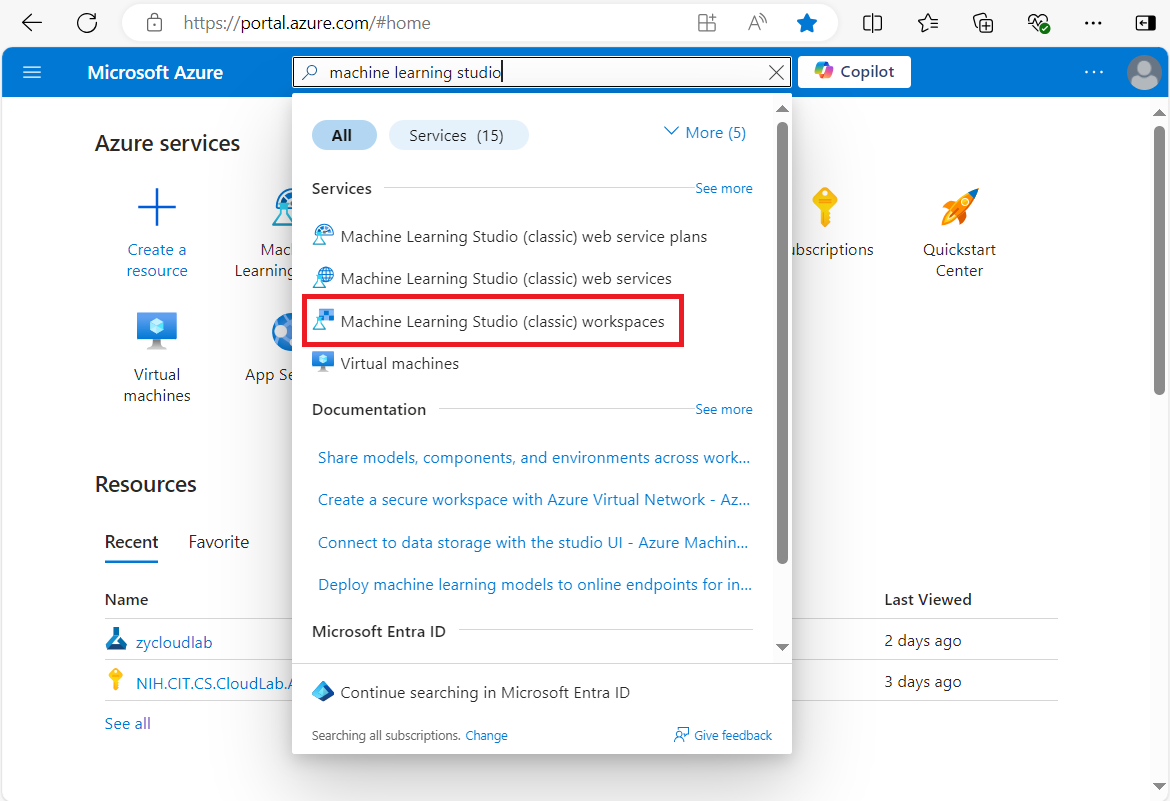 https://portal.azure.com/#home
Microsoft Azure
machine learning studio
Copilot
Azure services
All
Services (15)
More (5)
Services
See more
Create a resource
Mac
Learning
Machine Learning Studio (classic) web service plans
Machine Learning Studio (classic) web services
Machine Learning Studio (classic) workspaces
Virtual machines
ubscriptions
Quickstart Center
Virtual machines
App Se
Documentation
See more
Share models, components, and environments across work...
Create a secure workspace with Azure Virtual Network - Az...
Connect to data storage with the studio UI - Azure Machin...
Deploy machine learning models to online endpoints for in...
Microsoft Entra ID
Continue searching in Microsoft Entra ID
Searching all subscriptions. Change
Give feedback
Resources
Recent
Favorite
Name
Last Viewed
zycloudlab
2 days ago
NIH.CIT.CS.CloudLab.
3 days ago
See all